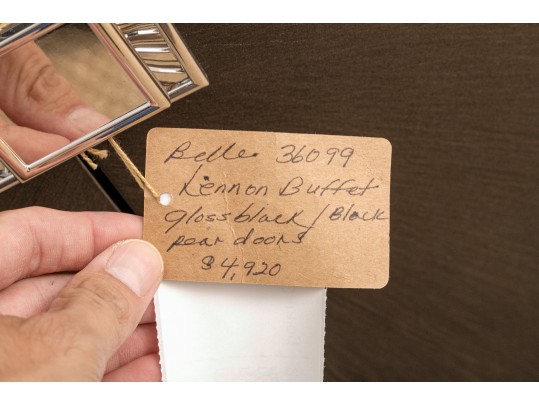 Belle 36099
Lennon Buffet
gloss black / Black
pear doors
$4,920